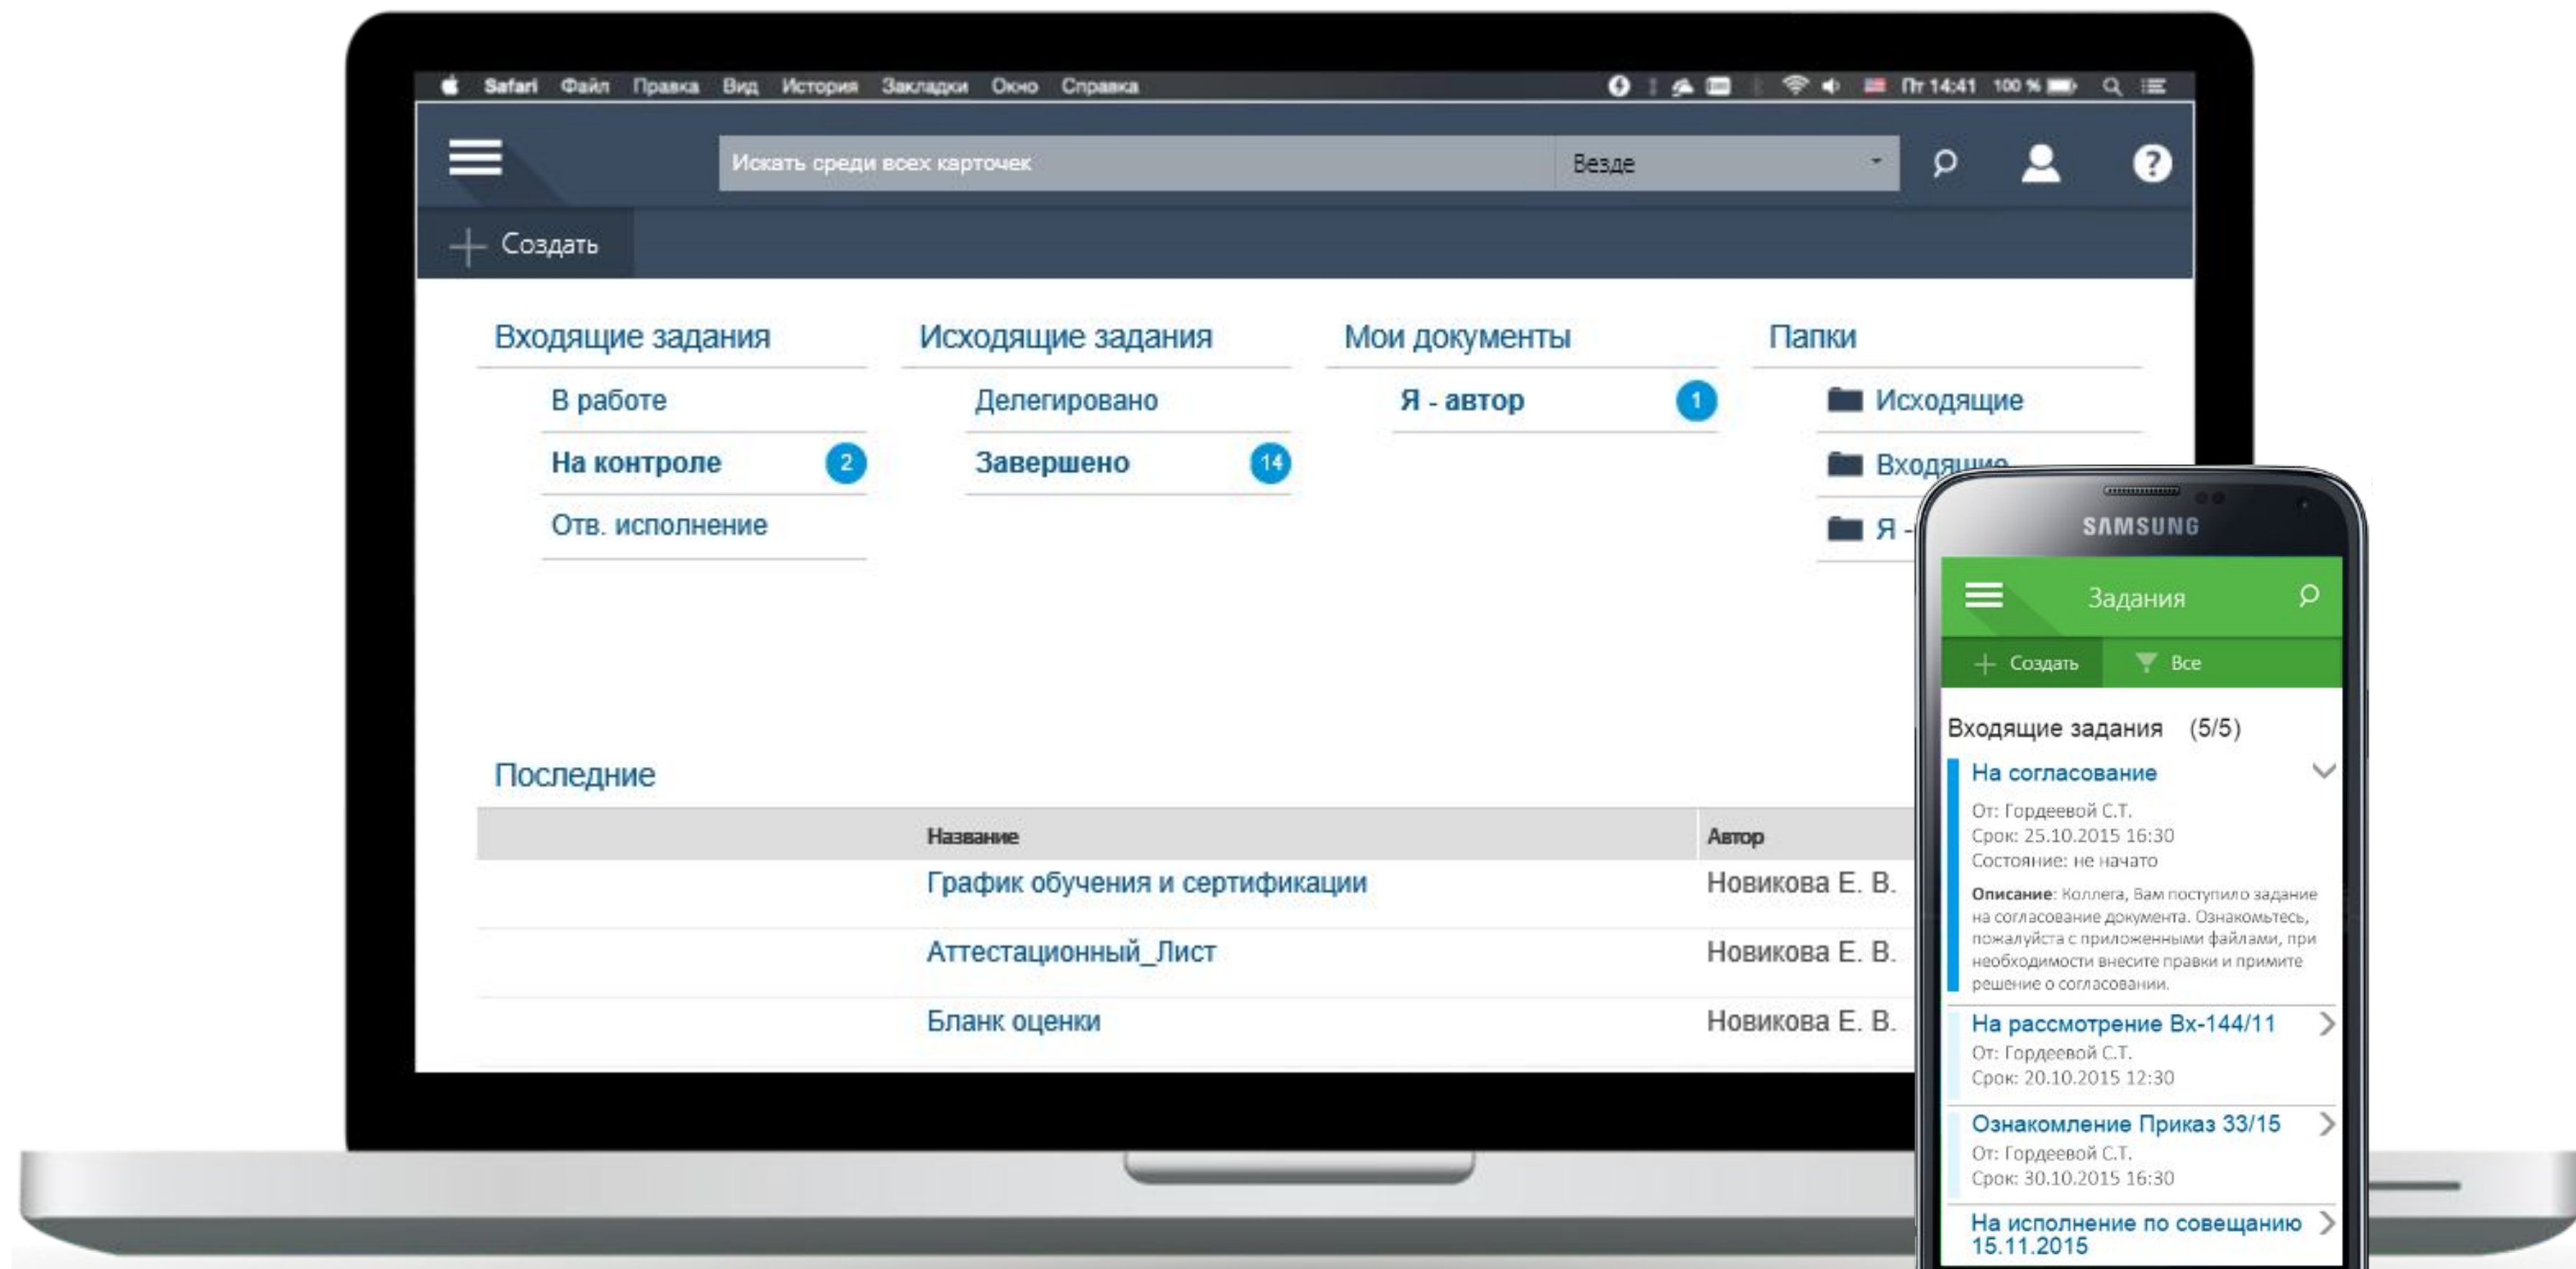 Safari Файл Правка Вид История Закладки Окно Справка Пт 14:41 100 %
Искать среди всех карточек Везде
Создать
Входящие задания Исходящие задания Мои документы Папки
В работе Делегировано Я - автор 1 Исходящие
На контроле 2 Завершено 14 Входящие
Отв. исполнение Я -
Последние
Название Автор
График обучения и сертификации Новикова Е. В.
Аттестационный_Лист Новикова Е. В.
Бланк оценки Новикова Е. В.
SAMSUNG
Задания
Создать Все
Входящие задания (5/5)
На согласование
От: Гордеевой С.Т.
Срок: 25.10.2015 16:30
Состояние: не начато
Описание: Коллега, Вам поступило задание
на согласование документа. Ознакомьтесь,
пожалуйста с приложенными файлами, при
необходимости внесите правки и примите
решение о согласовании.
На рассмотрение Вх-144/11
От: Гордеевой С.Т.
Срок: 20.10.2015 12:30
Ознакомление Приказ 33/15
От: Гордеевой С.Т.
Срок: 30.10.2015 16:30
На исполнение по совещанию
15.11.2015